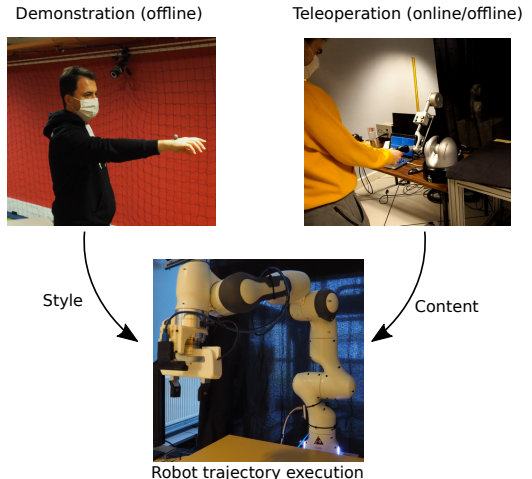 Demonstration (offline)
Teleoperation (online/offline)
Style
Content
Robot trajectory execution